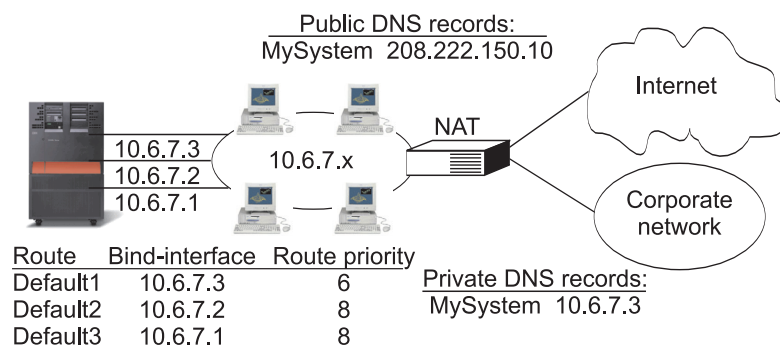 Public DNS records:
MySystem 208.222.150.10
Internet
NAT
10.6.7.3
10.6.7.2
10.6.7.1
10.6.7.x
Corporate
network
Route Bind-interface Route priority
Default1 10.6.7.3 6
Default2 10.6.7.2 8
Default3 10.6.7.1 8
Private DNS records:
MySystem 10.6.7.3